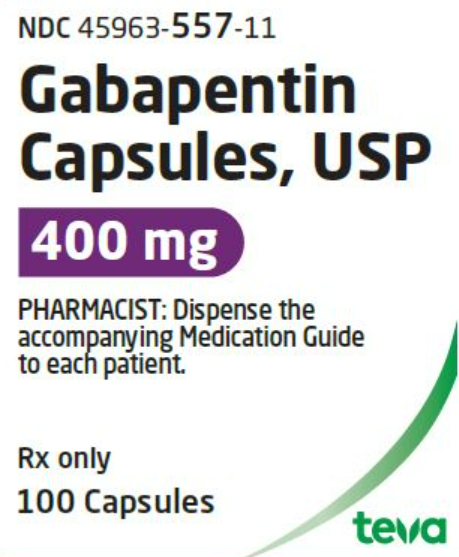 NDC 45963-557-11
Gabapentin
Capsules, USP
400 mg
PHARMACIST: Dispense the
accompanying Medication Guide
to each patient.
Rx only
100 Capsules
teva